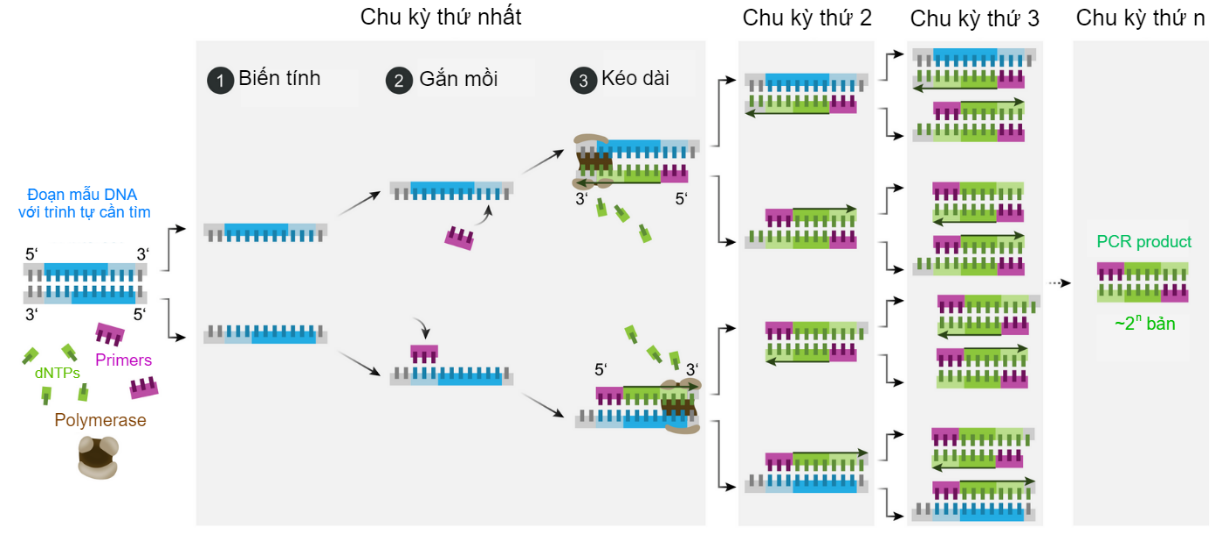 Chu kỳ thứ nhất
Chu kỳ thứ 2
Chu kỳ thứ 3
Chu kỳ thứ n
1 Biến tính
2 Gắn mồi
3 Kéo dài
Đoạn mẫu DNA
với trình tự cần tìm
5‘ 3‘
3‘ 5‘
Primers
dNTPs
Polymerase
3‘ 5‘
5‘ 3‘
PCR product
~2ⁿ bản